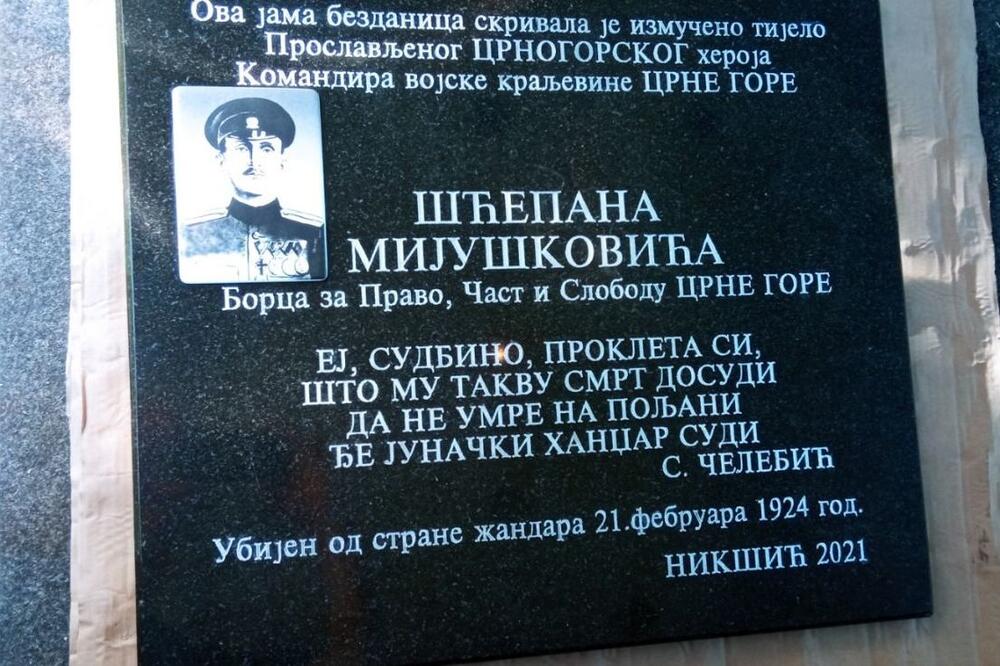 Ова јама безданица скривала је измучено тијело
Прослављеног ЦРНОГОРСКОГ хероја
Командира војске краљевине ЦРНЕ ГОРЕ
ШЋЕПАНА
МИЈУШКОВИЋА
Борца за Право, Част и Слободу ЦРНЕ ГОРЕ
ЕЈ, СУДБИНО, ПРОКЛЕТА СИ,
ШТО МУ ТАКВУ СМРТ ДОСУДИ
ДА НЕ УМРЕ НА ПОЉАНИ
ЂЕ ЈУНАЧКИ ХАНЏАР СУДИ
С. ЧЕЛЕБИЋ
Убијен од стране жандара 21.фебруара 1924 год.
НИКШИЋ 2021